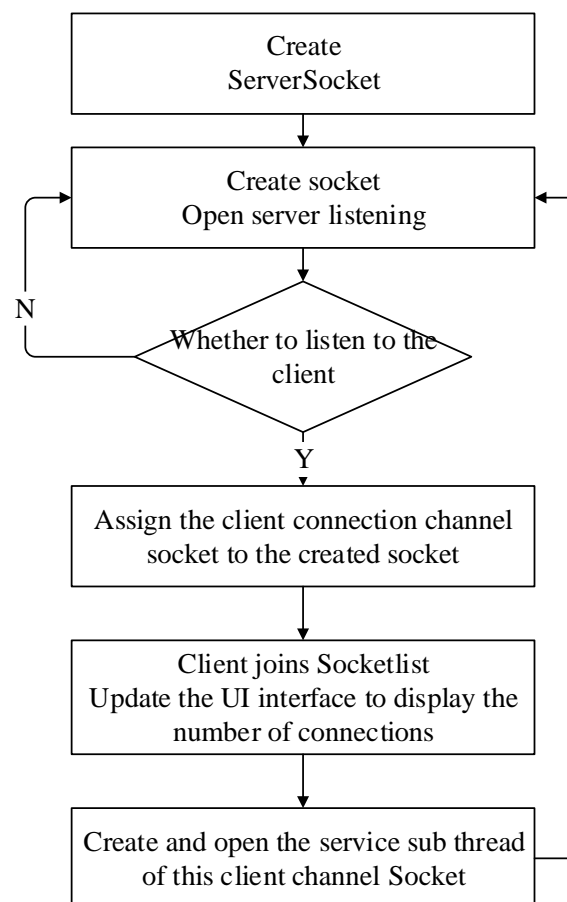 Create
ServerSocket
Create socket
Open server listening
N
Whether to listen to the
client
Y
Assign the client connection channel
socket to the created socket
Client joins Socketlist
Update the UI interface to display the
number of connections
Create and open the service sub thread
of this client channel Socket